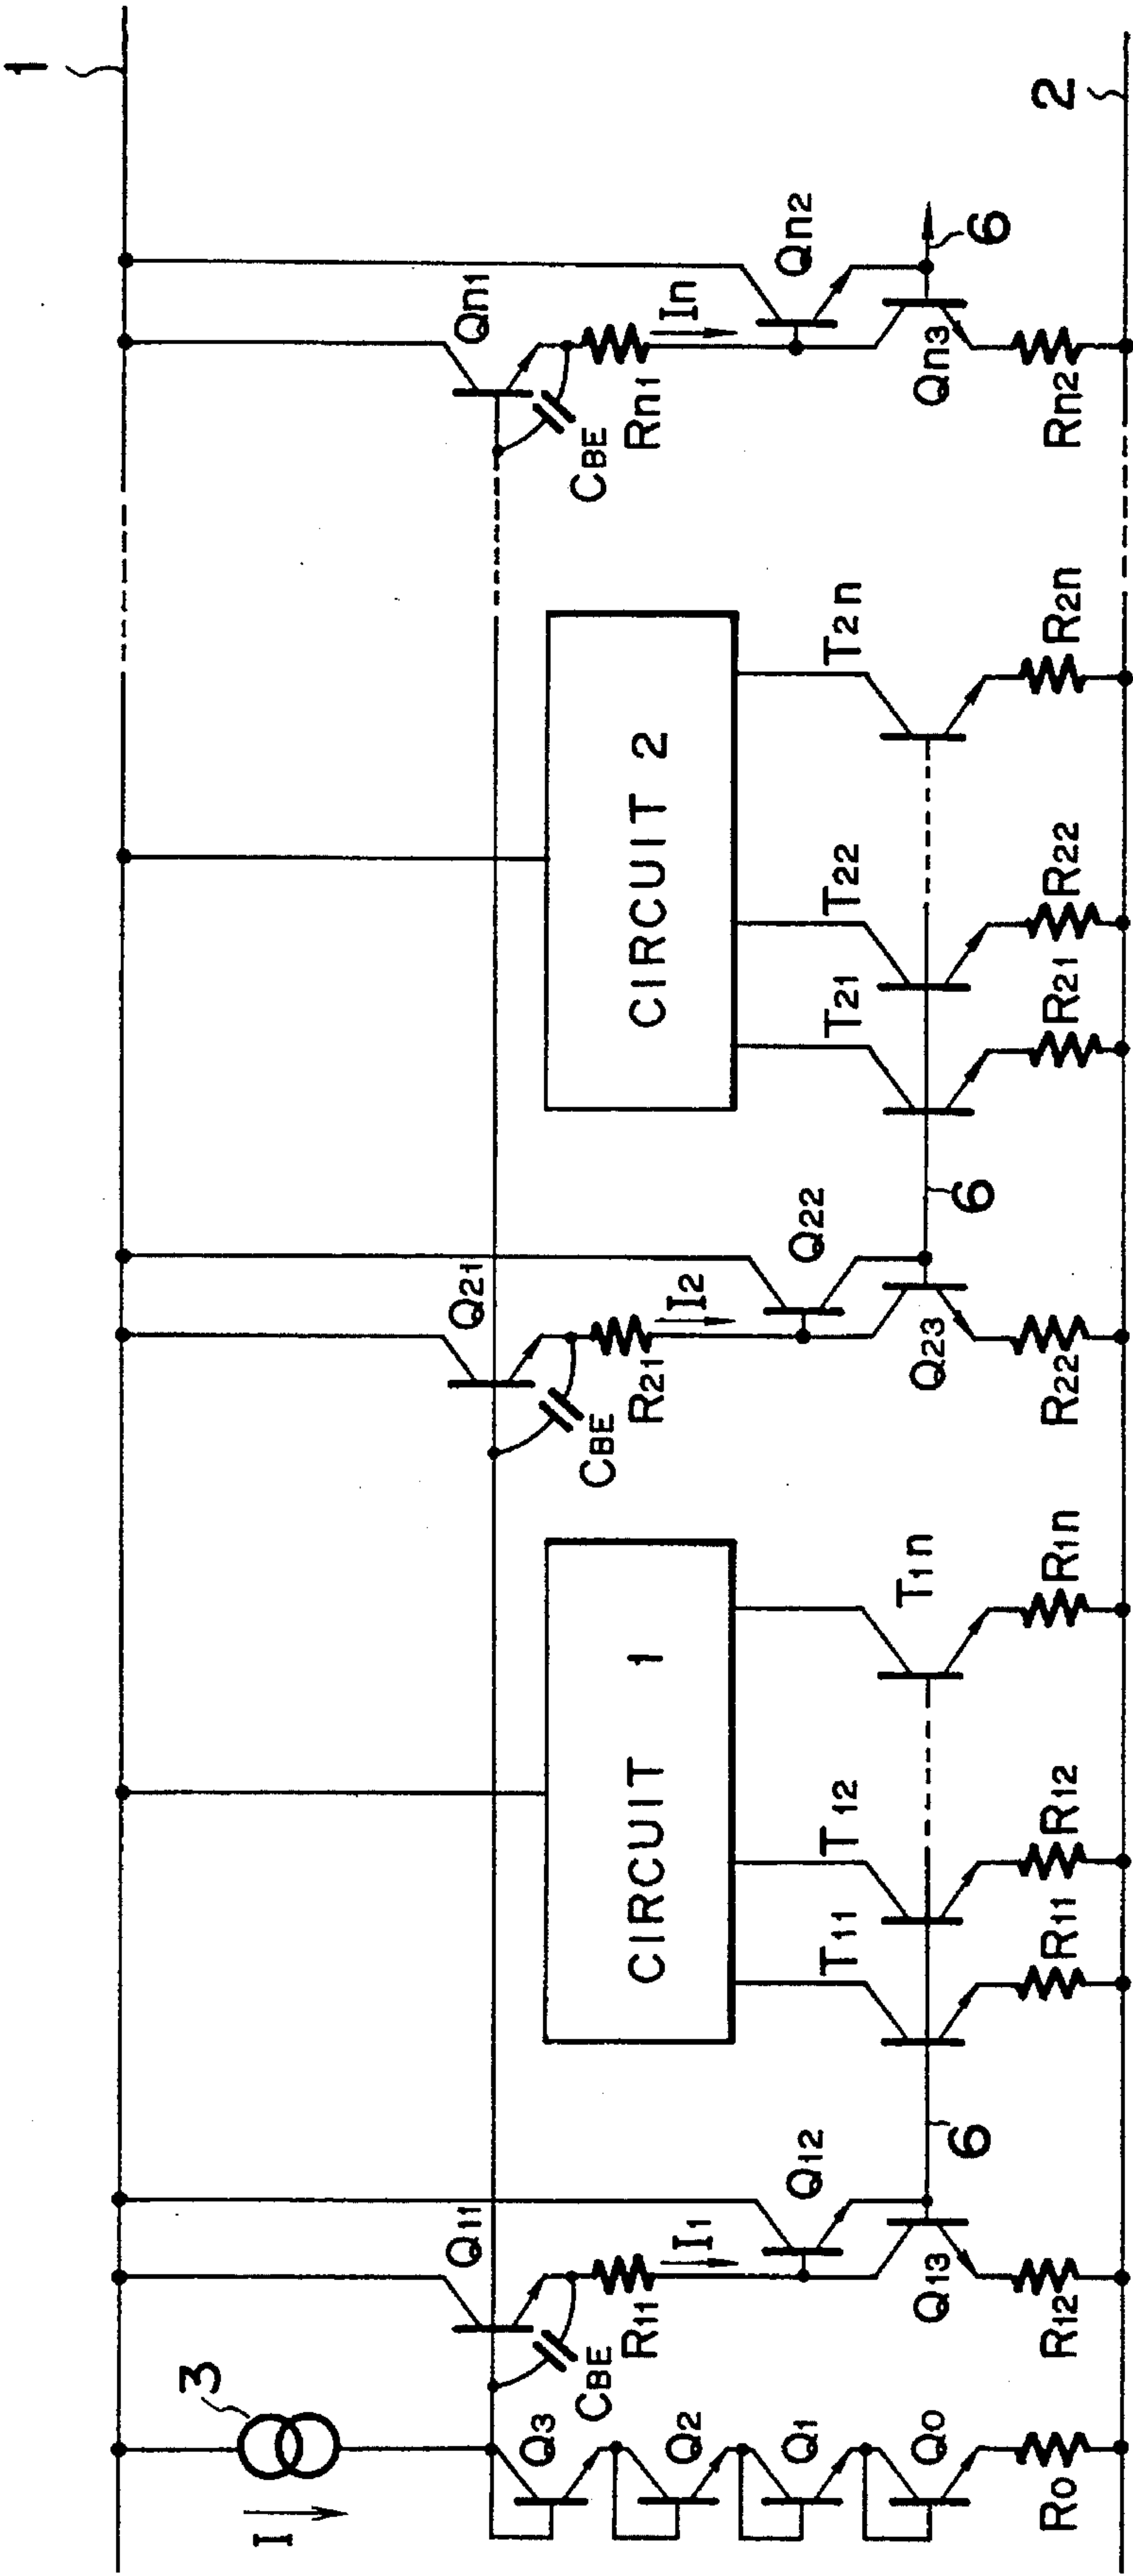 1
2
3
I
Q3
Q2
Q1
Q0
R0
Q11
CBE
R11
I1
Q12
Q13
R12
6
CIRCUIT 1
T11
T12
T1n
R11
R12
R1n
Q21
CBE
R21
I2
Q22
Q23
R22
6
CIRCUIT 2
T21
T22
T2n
R21
R22
R2n
Qn1
CBE
Rn1
In
Qn2
Qn3
Rn2
6